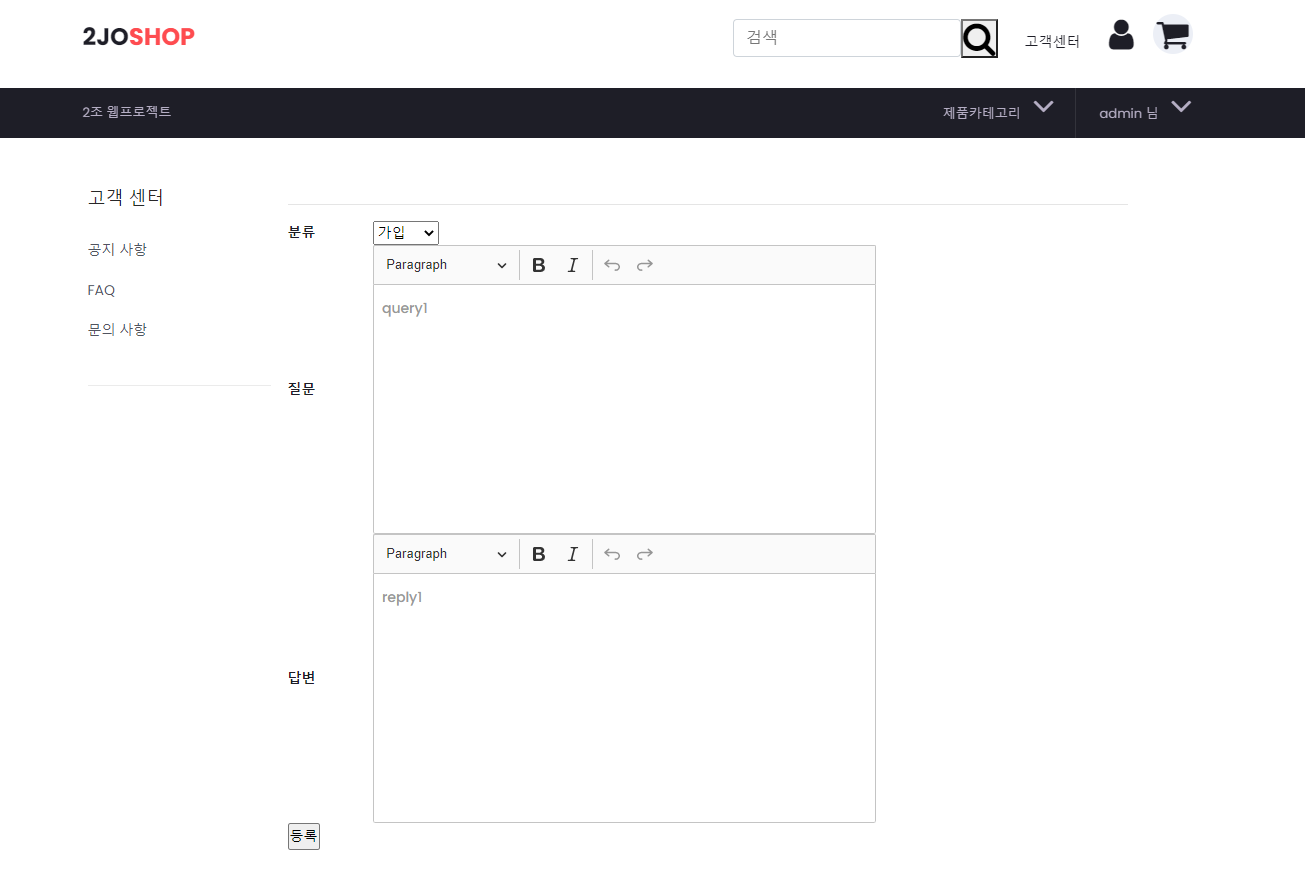 2JOSHOP
검색
고객센터
2조 웹프로젝트
제품카테고리
admin 님
고객 센터
공지 사항
FAQ
문의 사항
분류
가입
Paragraph B I
query1
질문
Paragraph B I
reply1
답변
등록